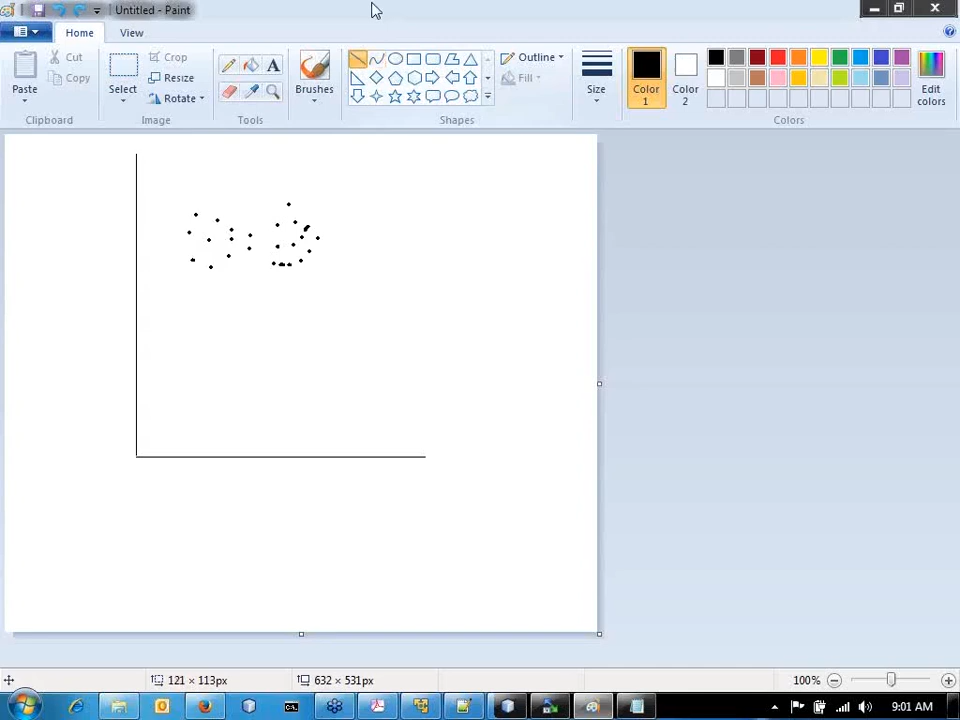 Untitled - Paint
Home View
Paste
Cut
Copy
Clipboard
Select
Crop
Resize
Rotate
Image
A
Tools
Brushes
Outline
Fill
Shapes
Size
Color 1
Color 2
Edit colors
Colors
121 × 113px
632 × 531px
100%
C:\
9:01 AM